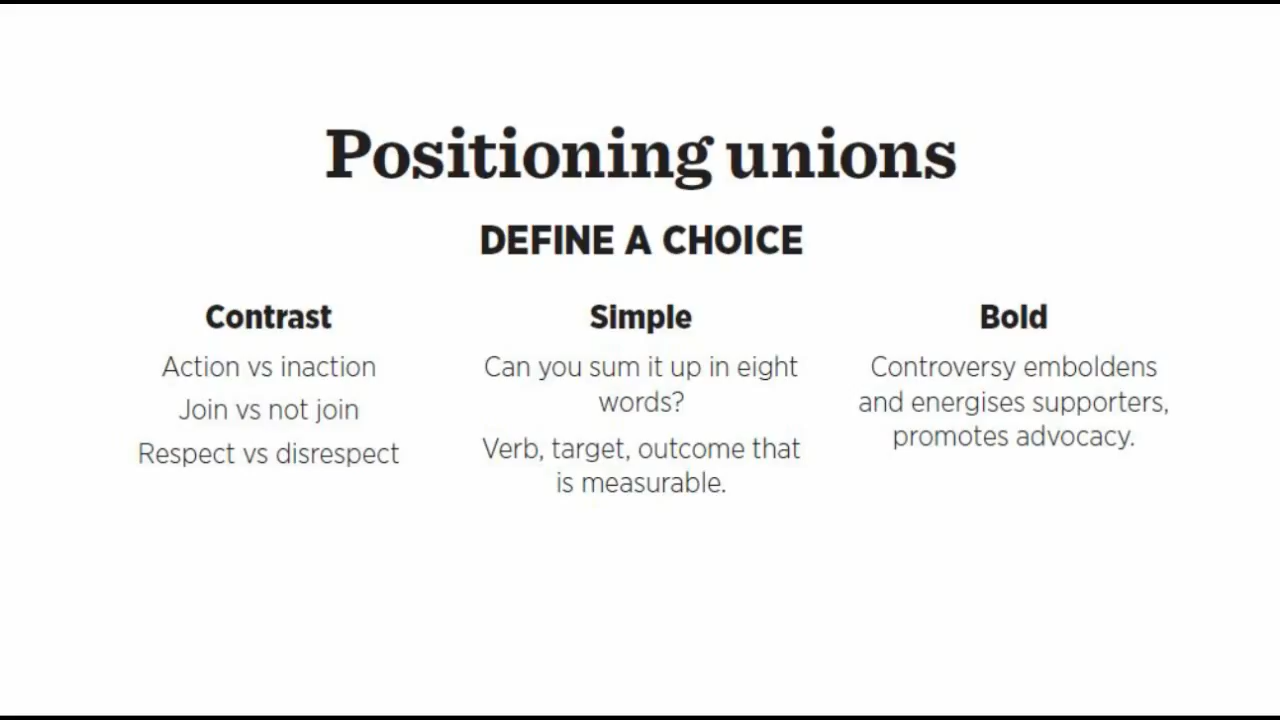 Positioning unions
DEFINE A CHOICE
Contrast
Action vs inaction
Join vs not join
Respect vs disrespect
Simple
Can you sum it up in eight
words?
Verb, target, outcome that
is measurable.
Bold
Controversy emboldens
and energises supporters,
promotes advocacy.